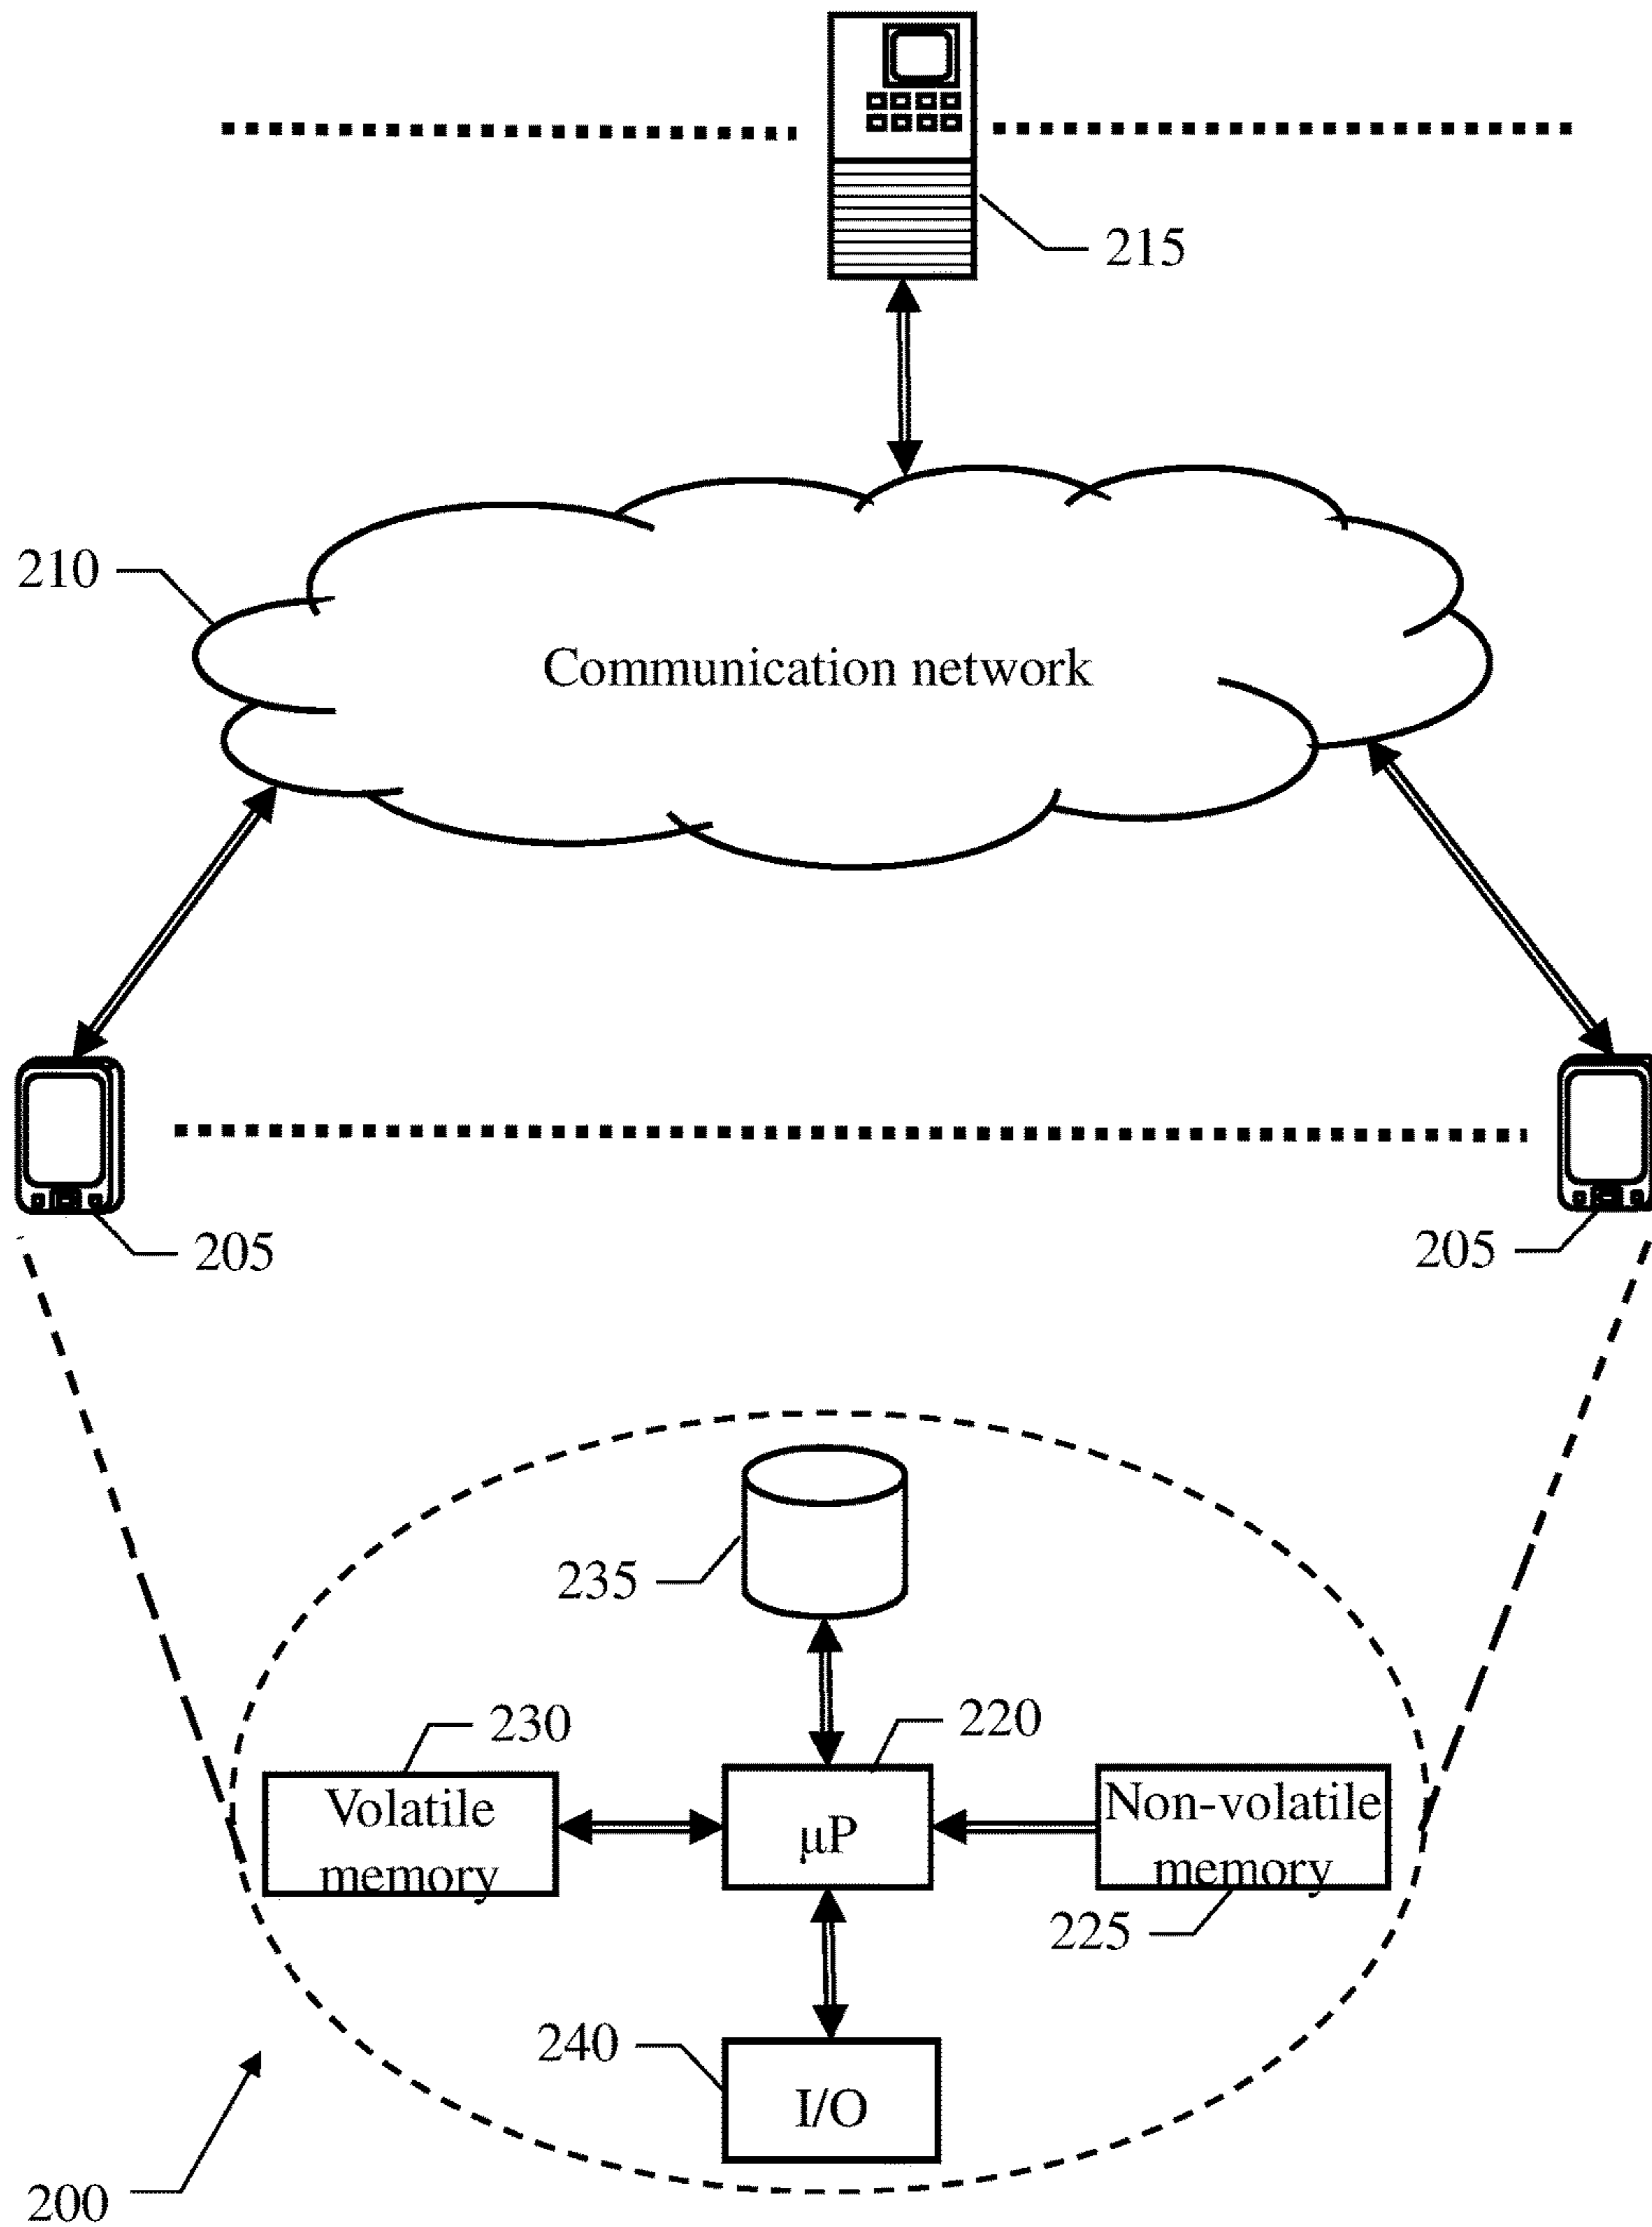 215
210
Communication network
205
205
235
230
220
Volatile
memory
μP
Non-volatile
memory
225
240
I/O
200